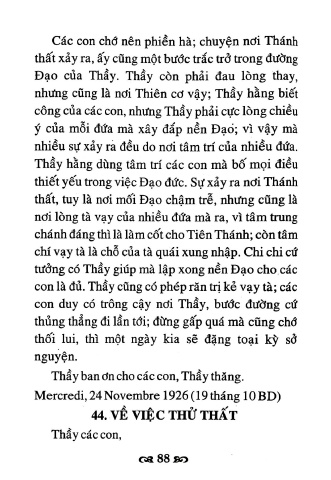 Các con chớ nên phiền hà; chuyện nơi Thánh
thất xảy ra, ấy cũng một bước trắc trở trong đường
Đạo của Thầy. Thầy còn phải đau lòng thay,
nhưng cũng là nơi Thiên cơ vậy; Thầy hằng biết
công của các con, nhưng Thầy phải cực lòng chiều
ý của mỗi đứa mà xây đắp nền Đạo; vì vậy mà
nhiều sự xảy ra đều do nơi tâm trí của nhiều đứa.
Thầy hằng dùng tâm trí các con mà bố mọi điều
thiết yếu trong việc Đạo đức. Sự xảy ra nơi Thánh
thất, tuy là nơi mối Đạo chậm trễ, nhưng cũng là
nơi lòng tà vạy của nhiều đứa mà ra, vì tâm trung
chánh đáng thì là làm cốt cho Tiên Thánh; còn tâm
chí vạy tà là chỗ của tà quái xung nhập. Chi chi cứ
tưởng có Thầy giúp mà lập xong nền Đạo cho các
con là đủ. Thầy cũng có phép răn trị kẻ vạy tà; các
con duy có trông cậy nơi Thầy, bước đường cứ
thủng thẳng đi lần tới; đừng gấp quá mà cũng chớ
thối lui, thì một ngày kia sẽ đặng toại kỳ sở
nguyện.
Thầy ban ơn cho các con, Thầy thăng.
Mercredi, 24 Novembre 1926 (19 tháng 10 BD)
44. VỀ VIỆC THỬ THẤT
Thầy các con,
88